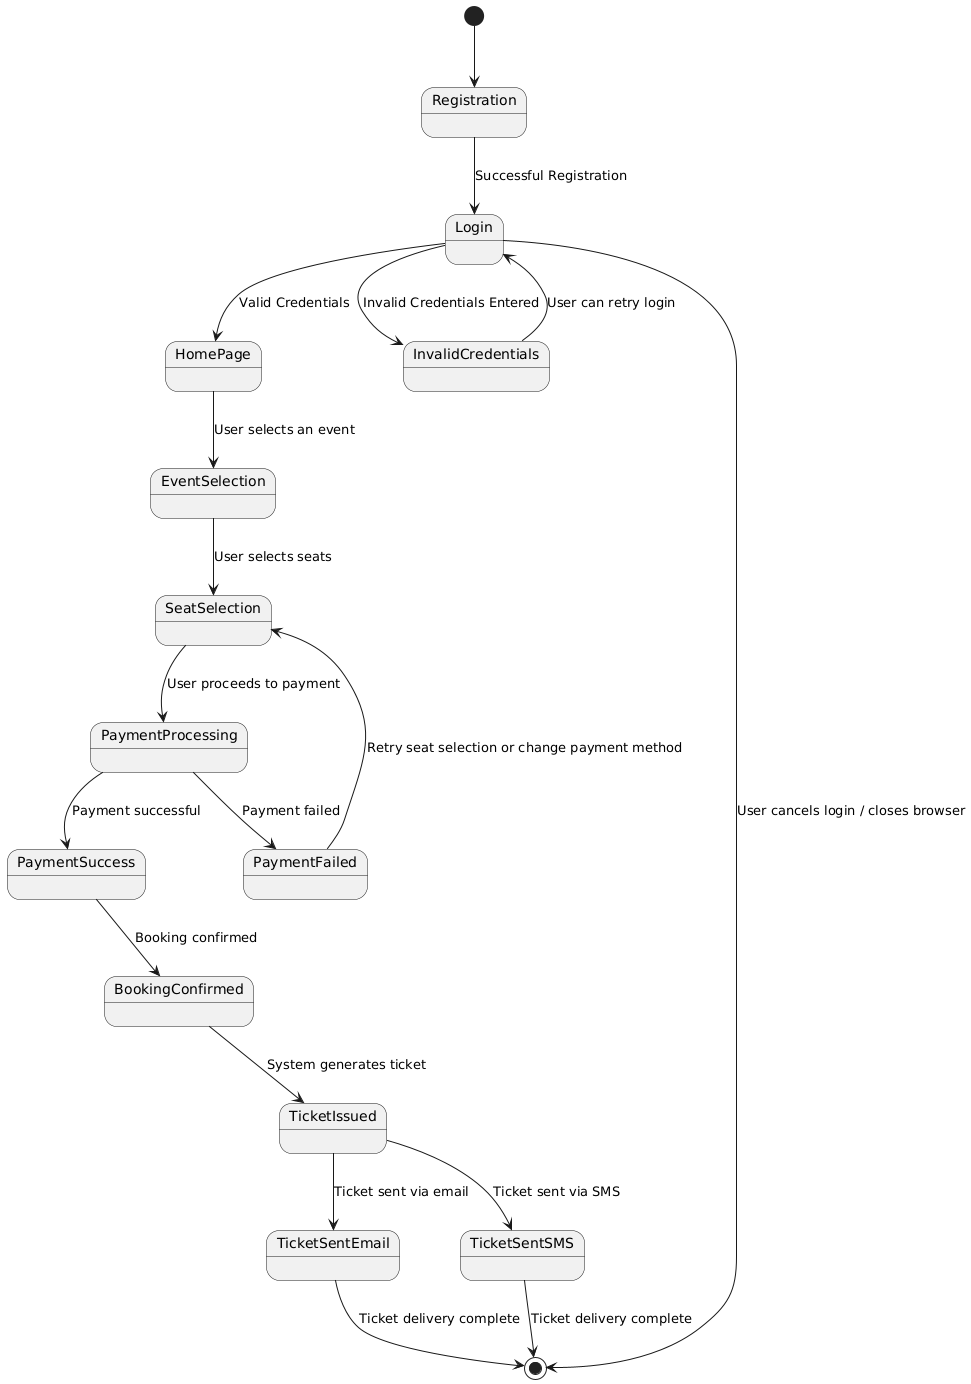 Registration
Successful Registration
Login
Valid Credentials
Invalid Credentials Entered
User can retry login
HomePage
InvalidCredentials
User selects an event
EventSelection
User selects seats
SeatSelection
User proceeds to payment
PaymentProcessing
Retry seat selection or change payment method
Payment successful
Payment failed
User cancels login / closes browser
PaymentSuccess
PaymentFailed
Booking confirmed
BookingConfirmed
System generates ticket
TicketIssued
Ticket sent via email
Ticket sent via SMS
TicketSentEmail
TicketSentSMS
Ticket delivery complete
Ticket delivery complete